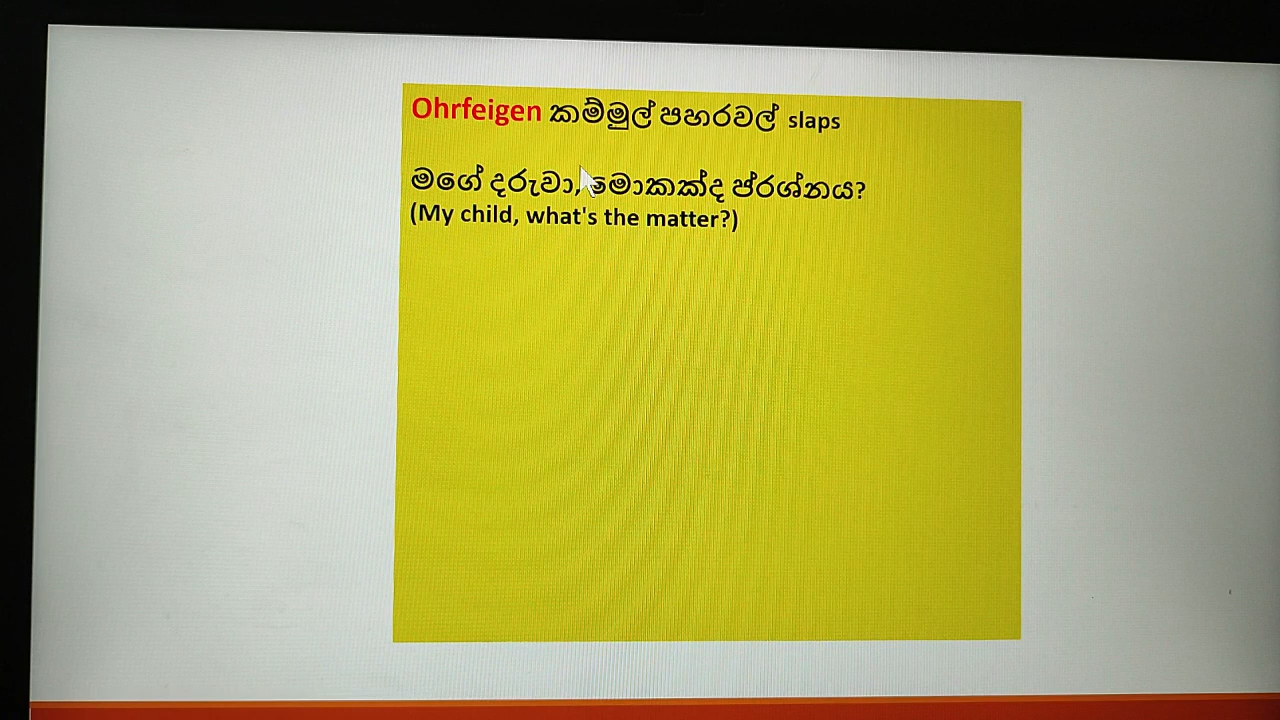 Ohrfeigen කම්මුල් පහරවල් slaps
මගේ දරුවා, මොකක්ද ප්රශ්නය?
(My child, what's the matter?)